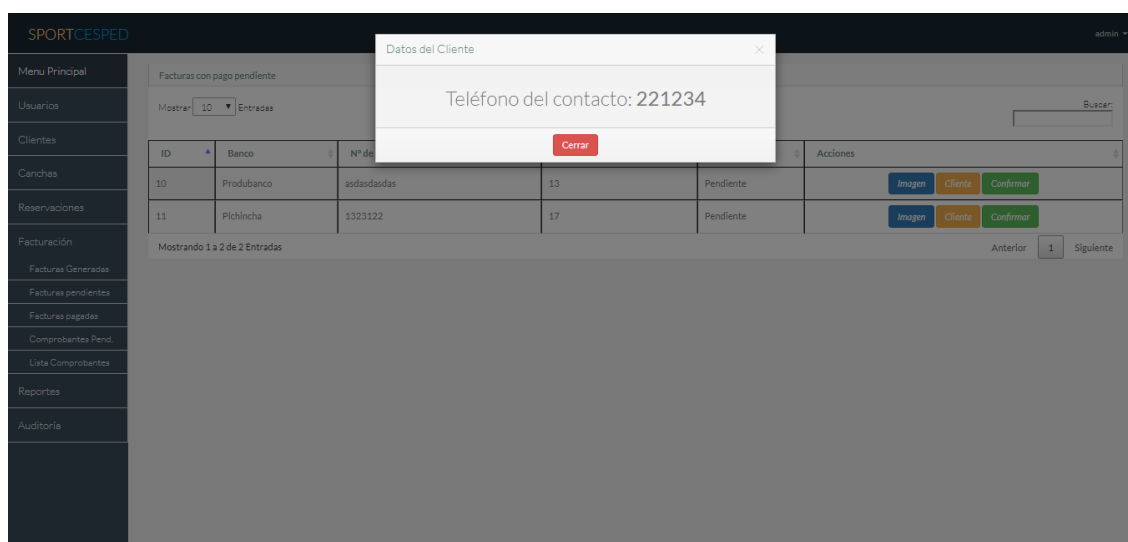 SPORTCESPED
admin
Datos del Cliente
×
Teléfono del contacto: 221234
Cerrar
Menu Principal
Usuarios
Clientes
Canchas
Reservaciones
Facturación
Facturas Generadas
Facturas pendientes
Facturas pagadas
Comprobantes Pend.
Lista Comprobantes
Reportes
Auditoría
Facturas con pago pendiente
Mostrar 10 Entradas
Buscar:
ID Banco Nº de Acciones
10 Produbanco asdasdasdas 13 Pendiente Imagen Cliente Confirmar
11 Pichincha 1323122 17 Pendiente Imagen Cliente Confirmar
Mostrando 1 a 2 de 2 Entradas
Anterior 1 Siguiente